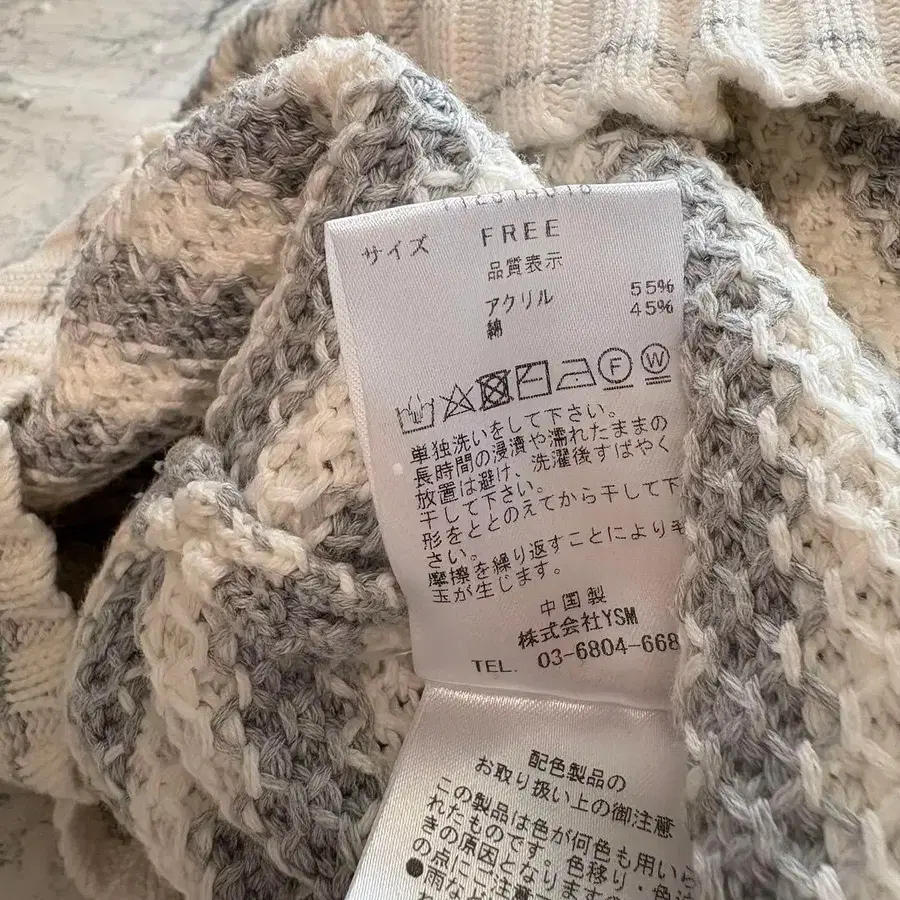 サイズ FREE
品質表示
アクリル 55%
綿 45%
F W
単独洗いをして下さい。
長時間の浸漬や濡れたままの
放置は避け、洗濯後すばやく
干して下さい。
形をととのえてから干して下
さい。
摩擦を繰り返すことにより毛
玉が生じます。
中国製
株式会社YSM
TEL. 03-6804-668
配色製品の
お取り扱い上の御注意
この製品は色が何色も用いら
れたものです。色移り・色
きの原因となりますの
の点にご注意
●雨な